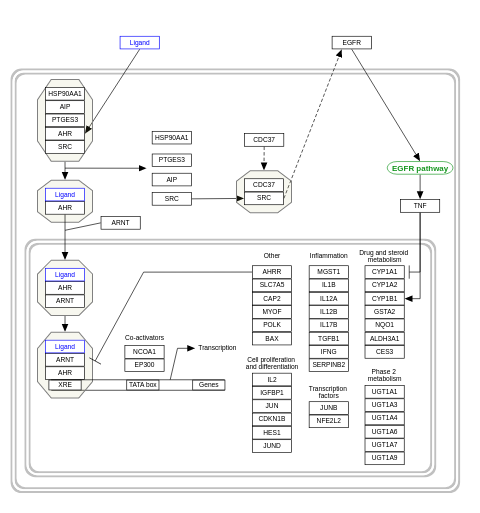 Ligand
EGFR
HSP90AA1
AIP
PTGES3
AHR
SRC
HSP90AA1
PTGES3
AIP
SRC
CDC37
CDC37
SRC
EGFR pathway
TNF
Ligand
AHR
ARNT
Ligand
AHR
ARNT
Ligand
ARNT
AHR
XRE
TATA box
Genes
Co-activators
NCOA1
EP300
Transcription
Other
AHRR
SLC7A5
CAP2
MYOF
POLK
BAX
Cell proliferation
and differentiation
IL2
IGFBP1
JUN
CDKN1B
HES1
JUND
Inflammation
MGST1
IL1B
IL12A
IL12B
IL17B
TGFB1
IFNG
SERPINB2
Transcription
factors
JUNB
NFE2L2
Drug and steroid
metabolism
CYP1A1
CYP1A2
CYP1B1
GSTA2
NQO1
ALDH3A1
CES3
Phase 2
metabolism
UGT1A1
UGT1A3
UGT1A4
UGT1A6
UGT1A7
UGT1A9